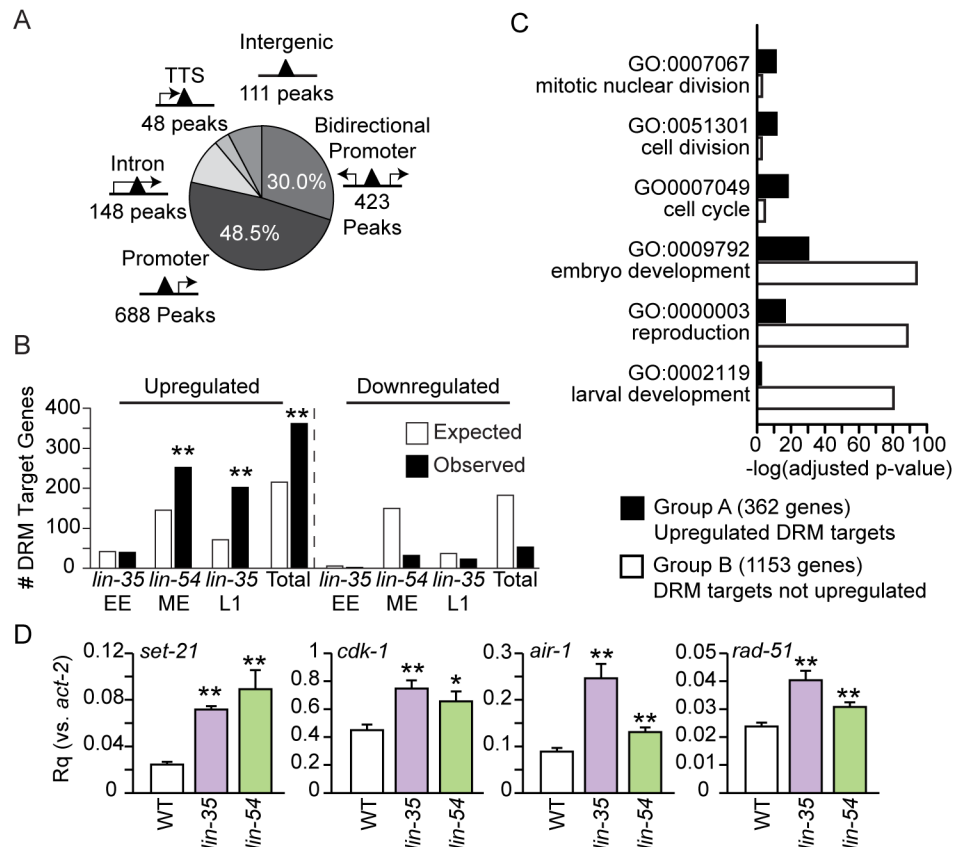 A
Intergenic
111 peaks
TTS
48 peaks
Bidirectional
Promoter
423
Peaks
Intron
148 peaks
30.0%
48.5%
Promoter
688 Peaks
B
Upregulated
Downregulated
# DRM Target Genes
400
300
200
100
0
**
**
**
Expected
Observed
lin-35 lin-54 lin-35 Total
EE ME L1
lin-35 lin-54 lin-35 Total
EE ME L1
C
GO:0007067
mitotic nuclear division
GO:0051301
cell division
GO0007049
cell cycle
GO:0009792
embryo development
GO:0000003
reproduction
GO:0002119
larval development
0 20 40 60 80 100
-log(adjusted p-value)
Group A (362 genes)
Upregulated DRM targets
Group B (1153 genes)
DRM targets not upregulated
D
Rq (vs. act-2)
set-21
0.12
0.08
0.04
0
**
**
WT lin-35 lin-54
cdk-1
1
0.8
0.6
0.4
0.2
0
**
*
WT lin-35 lin-54
air-1
0.3
0.2
0.1
0
**
**
WT lin-35 lin-54
rad-51
0.05
0.04
0.03
0.02
0.01
0
**
**
WT lin-35 lin-54